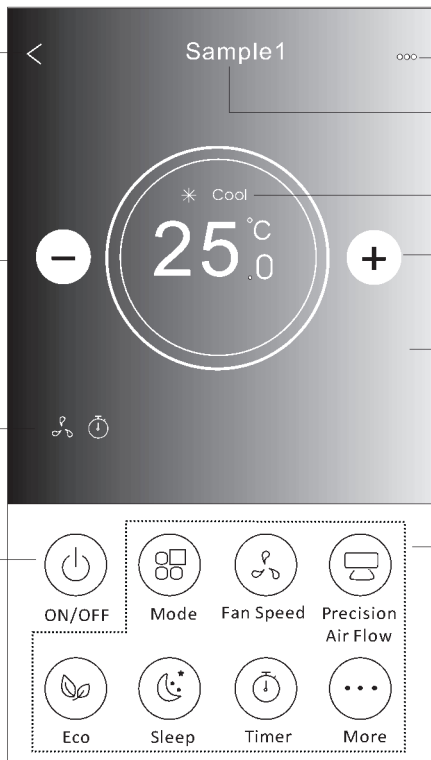 Sample1
Cool
25.0°C
ON/OFF
Mode
Fan Speed
Precision
Air Flow
Eco
Sleep
Timer
More